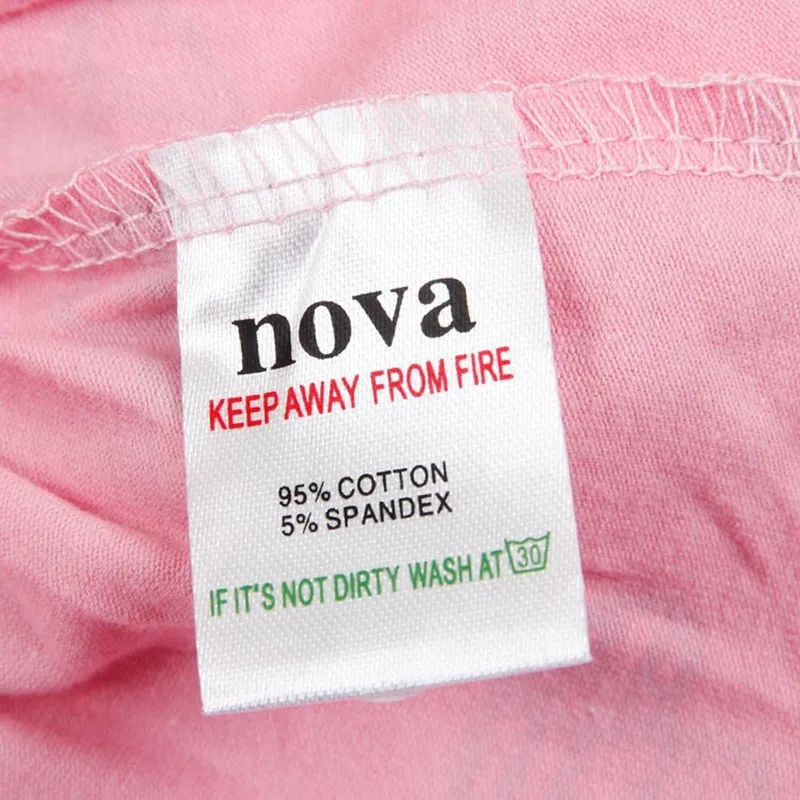 nova
KEEP AWAY FROM FIRE
95% COTTON
5% SPANDEX
IF IT'S NOT DIRTY WASH AT 30